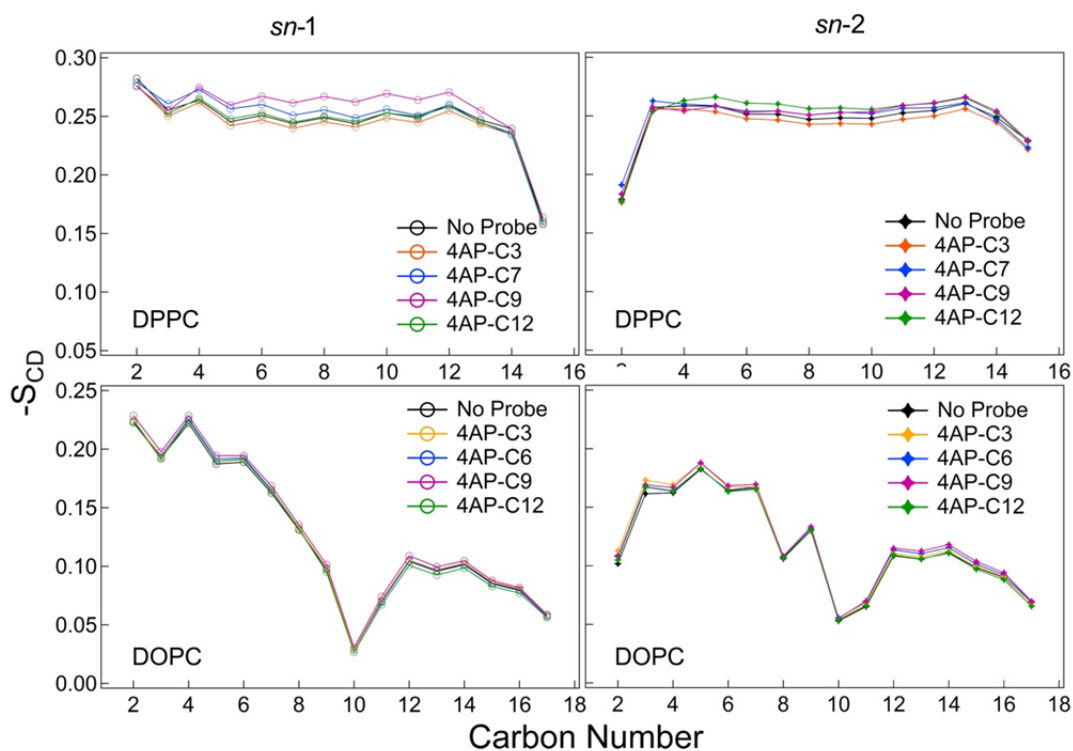 sn-1 sn-2
0.30
0.25
0.20
0.15
0.10
0.05
No Probe
4AP-C3
4AP-C7
4AP-C9
4AP-C12
DPPC
No Probe
4AP-C3
4AP-C7
4AP-C9
4AP-C12
DPPC
2 4 6 8 10 12 14 16
4 6 8 10 12 14 16
-SCD
0.25
0.20
0.15
0.10
0.05
0.00
No Probe
4AP-C3
4AP-C6
4AP-C9
4AP-C12
DOPC
No Probe
4AP-C3
4AP-C6
4AP-C9
4AP-C12
DOPC
2 4 6 8 10 12 14 16 18
2 4 6 8 10 12 14 16 18
Carbon Number